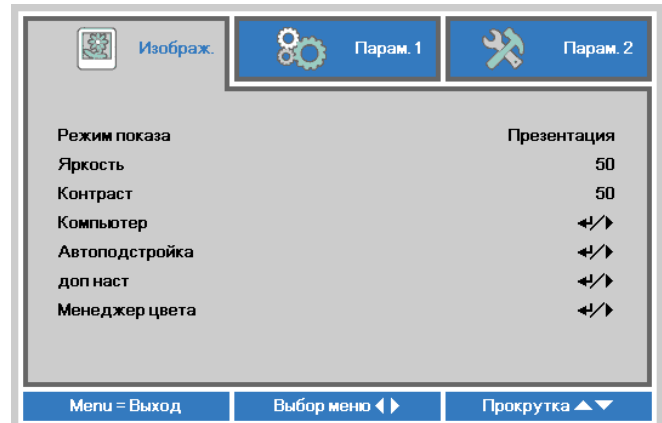 Изображ. Парам. 1 Парам. 2
Режим показа Презентация
Яркость 50
Контраст 50
Компьютер ↵/▶
Автоподстройка ↵/▶
доп наст ↵/▶
Менеджер цвета ↵/▶
Menu = Выход Выбор меню ◀ ▶ Прокрутка ▲▼